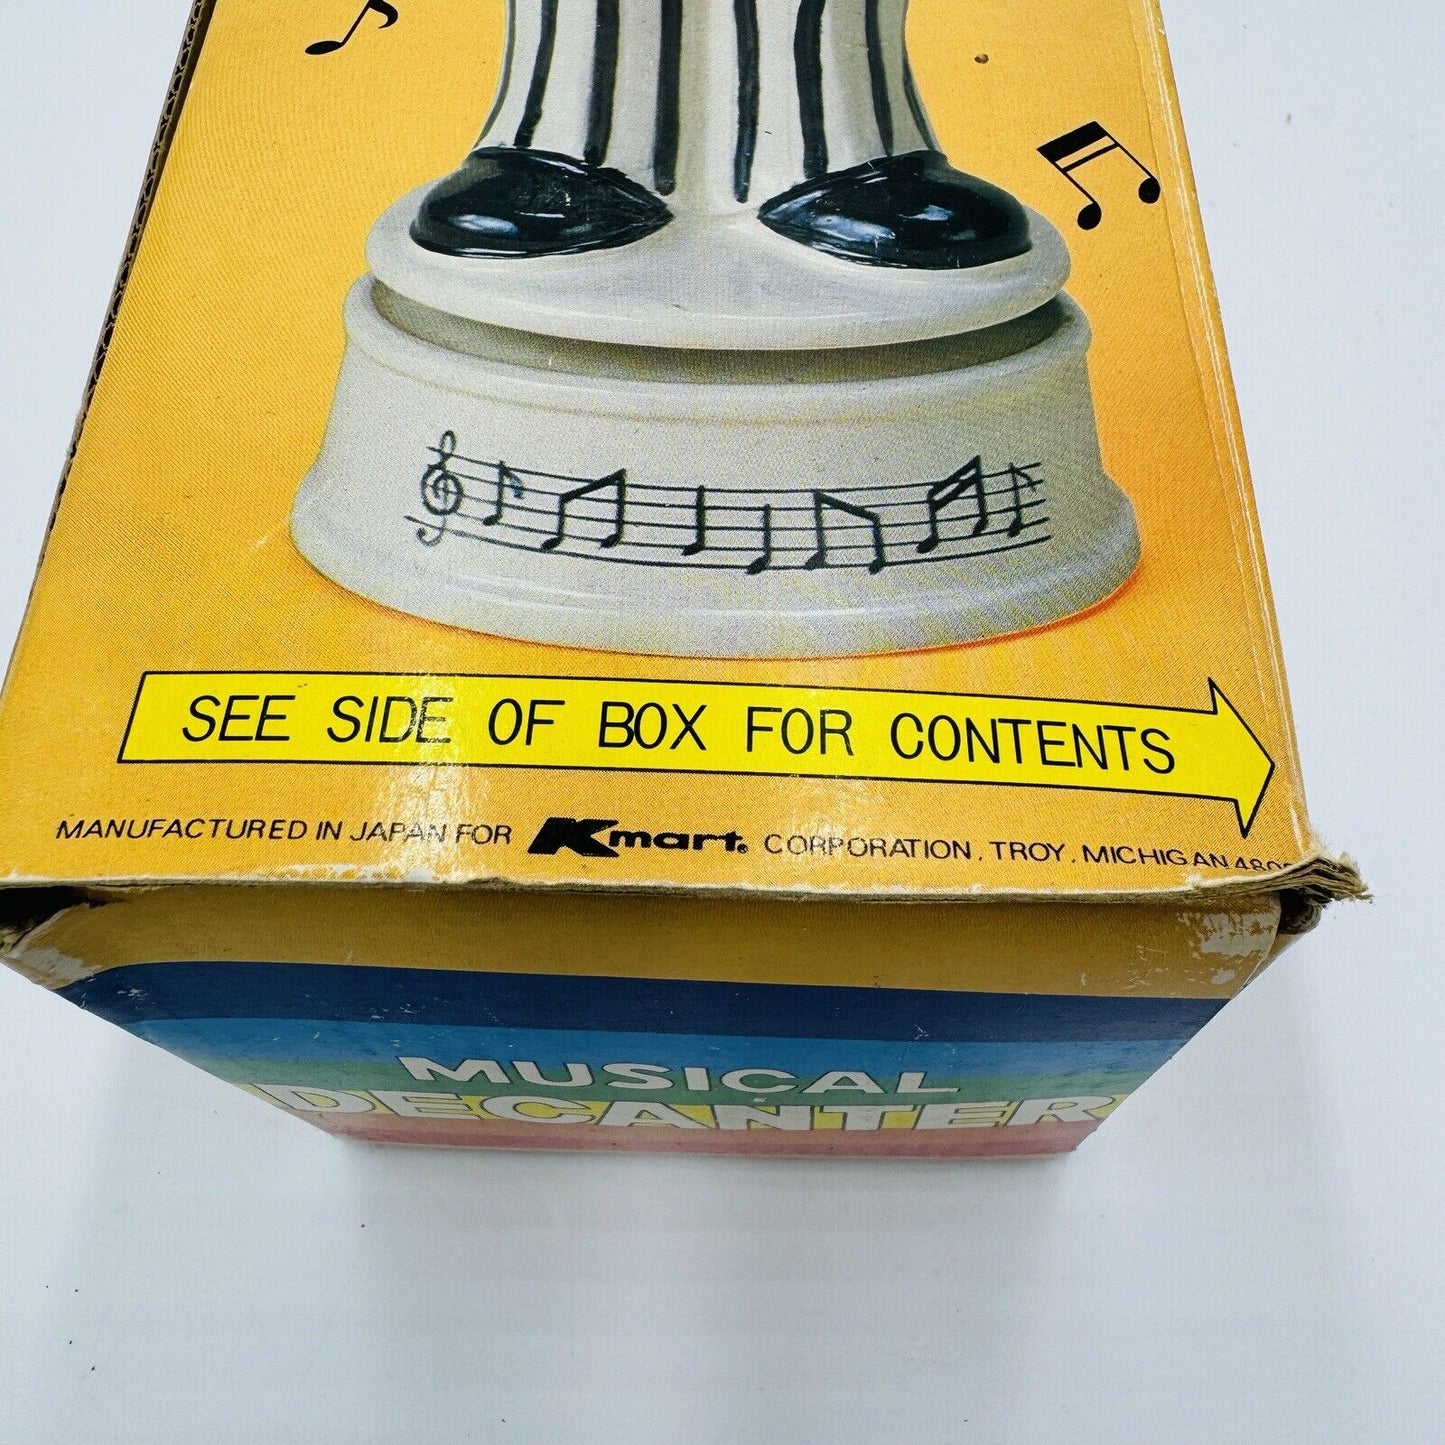 SEE SIDE OF BOX FOR CONTENTS
MANUFACTURED IN JAPAN FOR Kmart® CORPORATION, TROY, MICHIGAN
MUSICAL
DECANTER